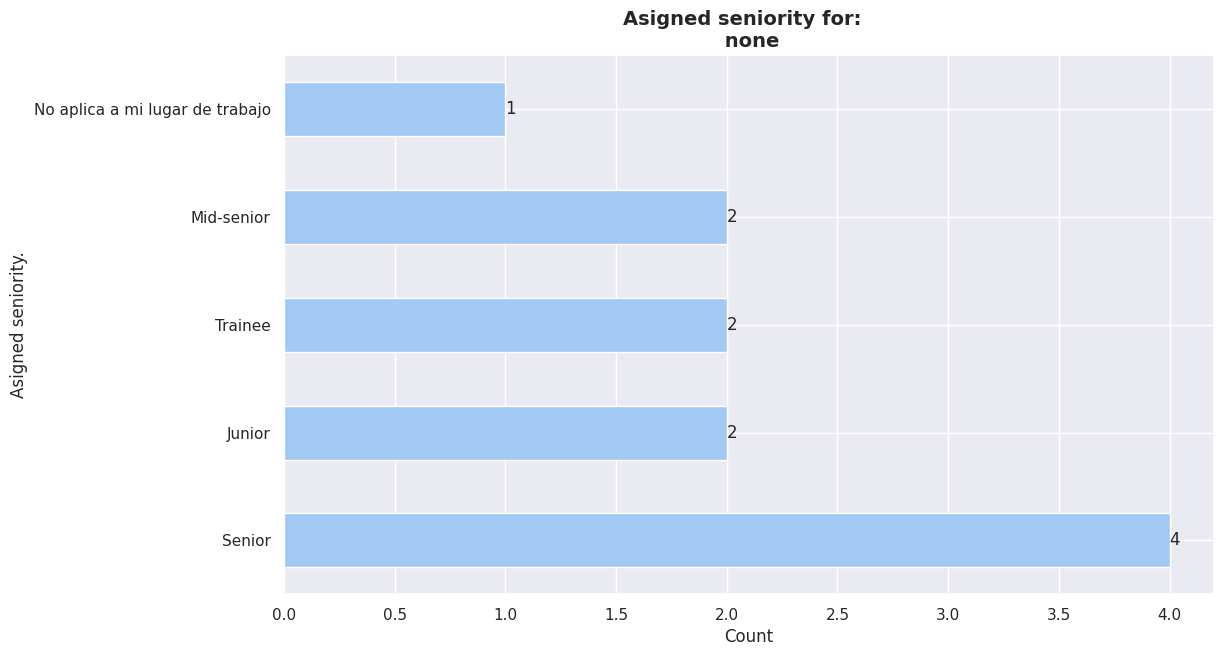 Asigned seniority for:
none
No aplica a mi lugar de trabajo
1
Mid-senior
2
Trainee
2
Junior
2
Senior
4
Asigned seniority.
0.0 0.5 1.0 1.5 2.0 2.5 3.0 3.5 4.0
Count